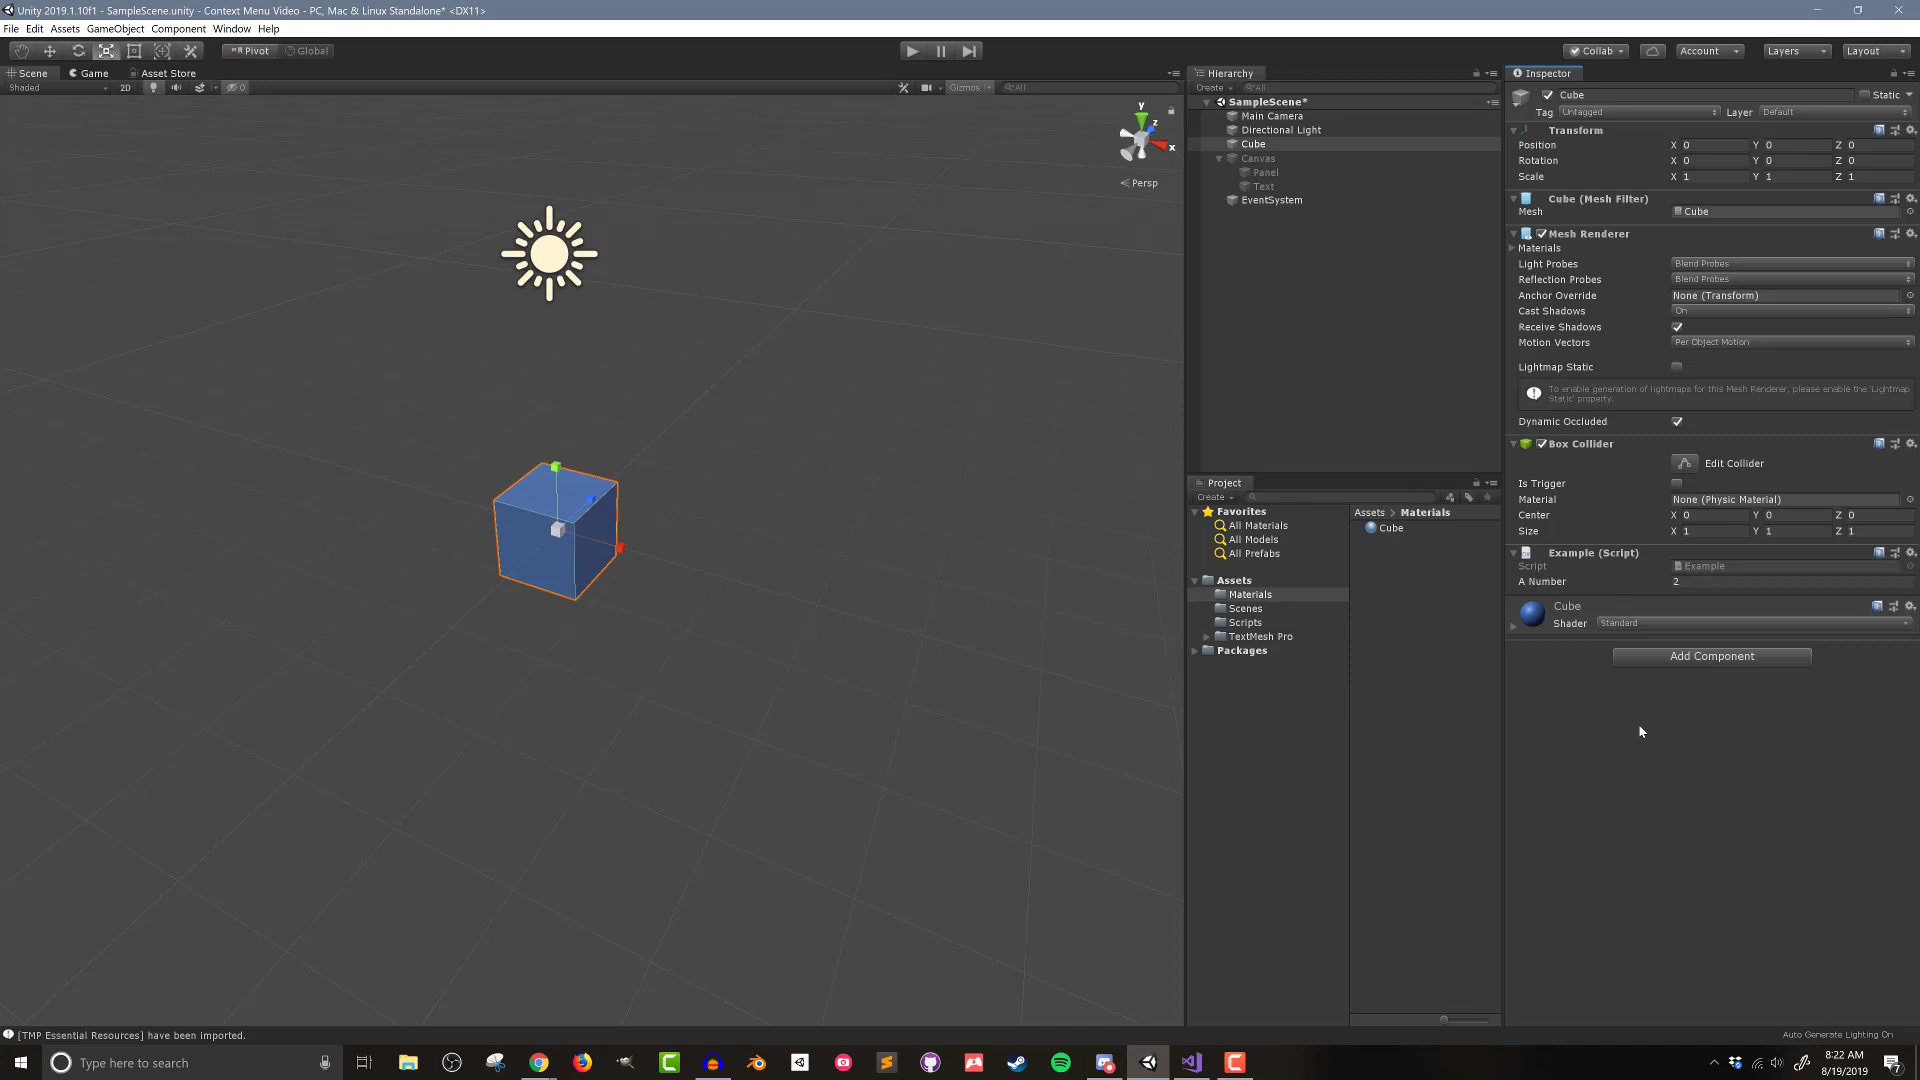 Unity 2019.1.10f1 - SampleScene.unity - Context Menu Video - PC, Mac & Linux Standalone* <DX11>
File Edit Assets GameObject Component Window Help
Pivot Global
Collab Account Layers Layout
Scene Game Asset Store
Shaded 2D 0 Gizmos All
y
z
x
Persp
Hierarchy
Create All
SampleScene*
Main Camera
Directional Light
Cube
Canvas
Panel
Text
EventSystem
Project
Create
Favorites
All Materials
All Models
All Prefabs
Assets
Materials
Scenes
Scripts
TextMesh Pro
Packages
Assets > Materials
Cube
Inspector
Cube Static
Tag Untagged Layer Default
Transform
Position X 0 Y 0 Z 0
Rotation X 0 Y 0 Z 0
Scale X 1 Y 1 Z 1
Cube (Mesh Filter)
Mesh Cube
Mesh Renderer
Materials
Light Probes Blend Probes
Reflection Probes Blend Probes
Anchor Override None (Transform)
Cast Shadows On
Receive Shadows
Motion Vectors Per Object Motion
Lightmap Static
To enable generation of lightmaps for this Mesh Renderer, please enable the 'Lightmap
Static' property.
Dynamic Occluded
Box Collider
Edit Collider
Is Trigger
Material None (Physic Material)
Center X 0 Y 0 Z 0
Size X 1 Y 1 Z 1
Example (Script)
Script Example
A Number 2
Cube
Shader Standard
Add Component
[TMP Essential Resources] have been imported.
Auto Generate Lighting On
Type here to search
8:22 AM
8/19/2019
7